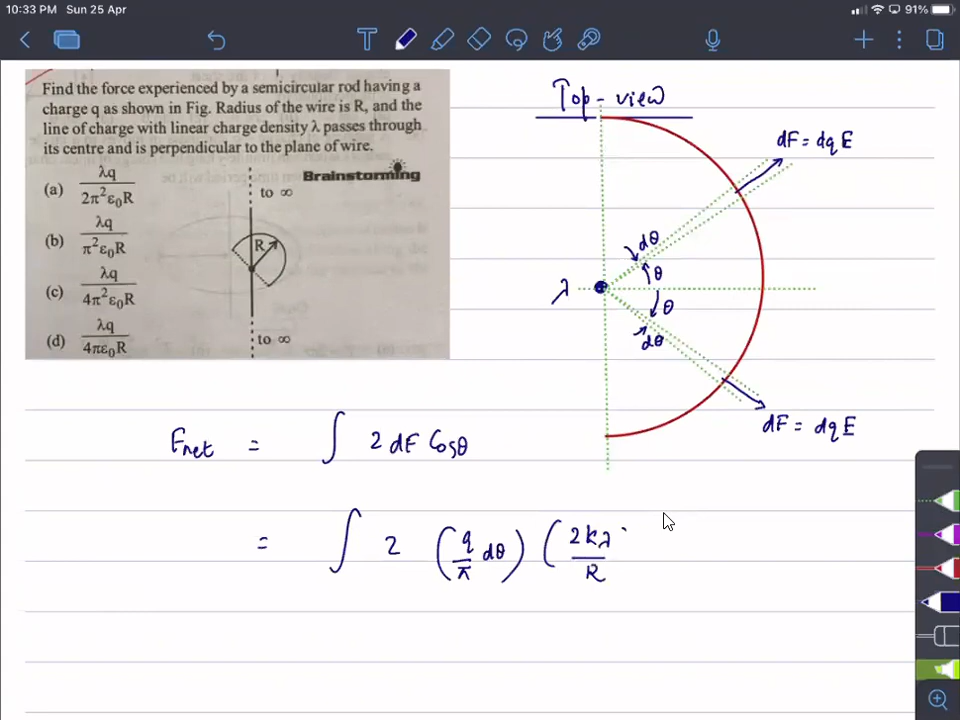 10:33 PM Sun 25 Apr
91%
T
Find the force experienced by a semicircular rod having a
charge q as shown in Fig. Radius of the wire is R, and the
line of charge with linear charge density λ passes through
its centre and is perpendicular to the plane of wire.
Brainstorming
(a) λq / 2π²ε₀R
(b) λq / π²ε₀R
(c) λq / 4π²ε₀R
(d) λq / 4πε₀R
to ∞
R
to ∞
Top-view
dF = dq E
dθ
θ
λ
θ
dθ
dF = dq E
Fnet = ∫ 2 dF Cosθ
= ∫ 2 (q/π dθ) (2kλ/R